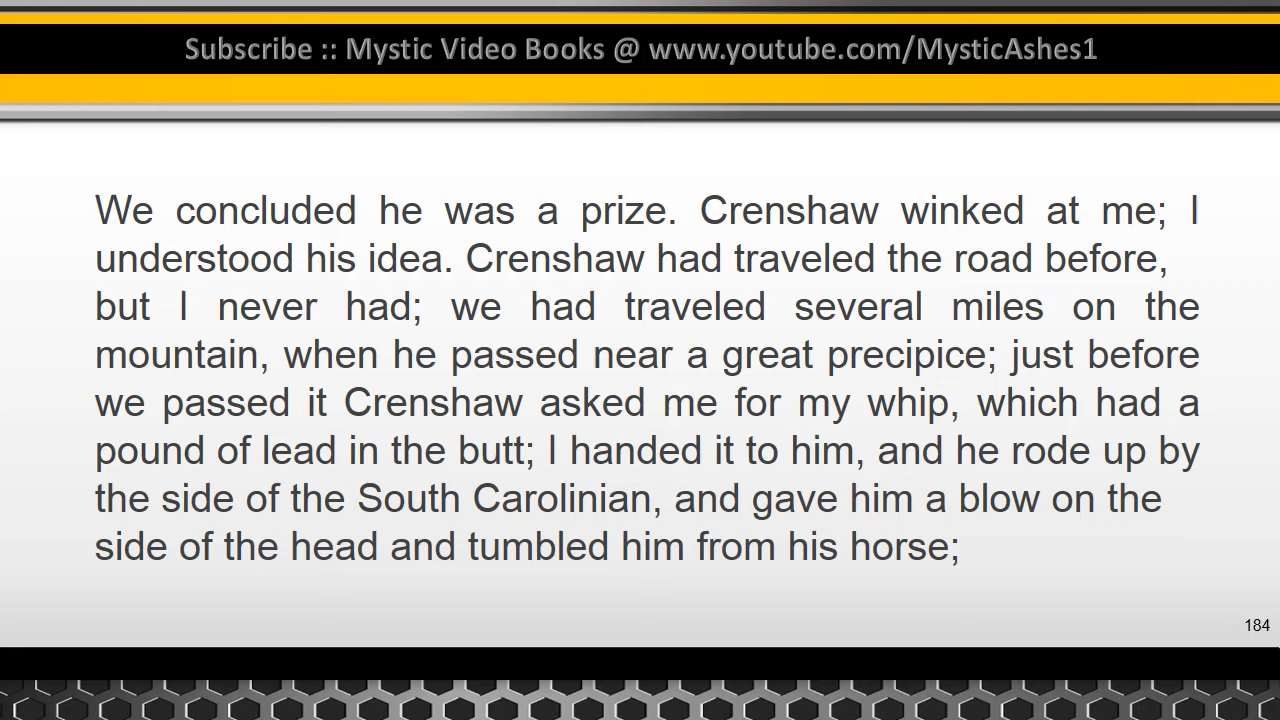 Subscribe :: Mystic Video Books @ www.youtube.com/MysticAshes1
We concluded he was a prize. Crenshaw winked at me; I
understood his idea. Crenshaw had traveled the road before,
but I never had; we had traveled several miles on the
mountain, when he passed near a great precipice; just before
we passed it Crenshaw asked me for my whip, which had a
pound of lead in the butt; I handed it to him, and he rode up by
the side of the South Carolinian, and gave him a blow on the
side of the head and tumbled him from his horse;
184